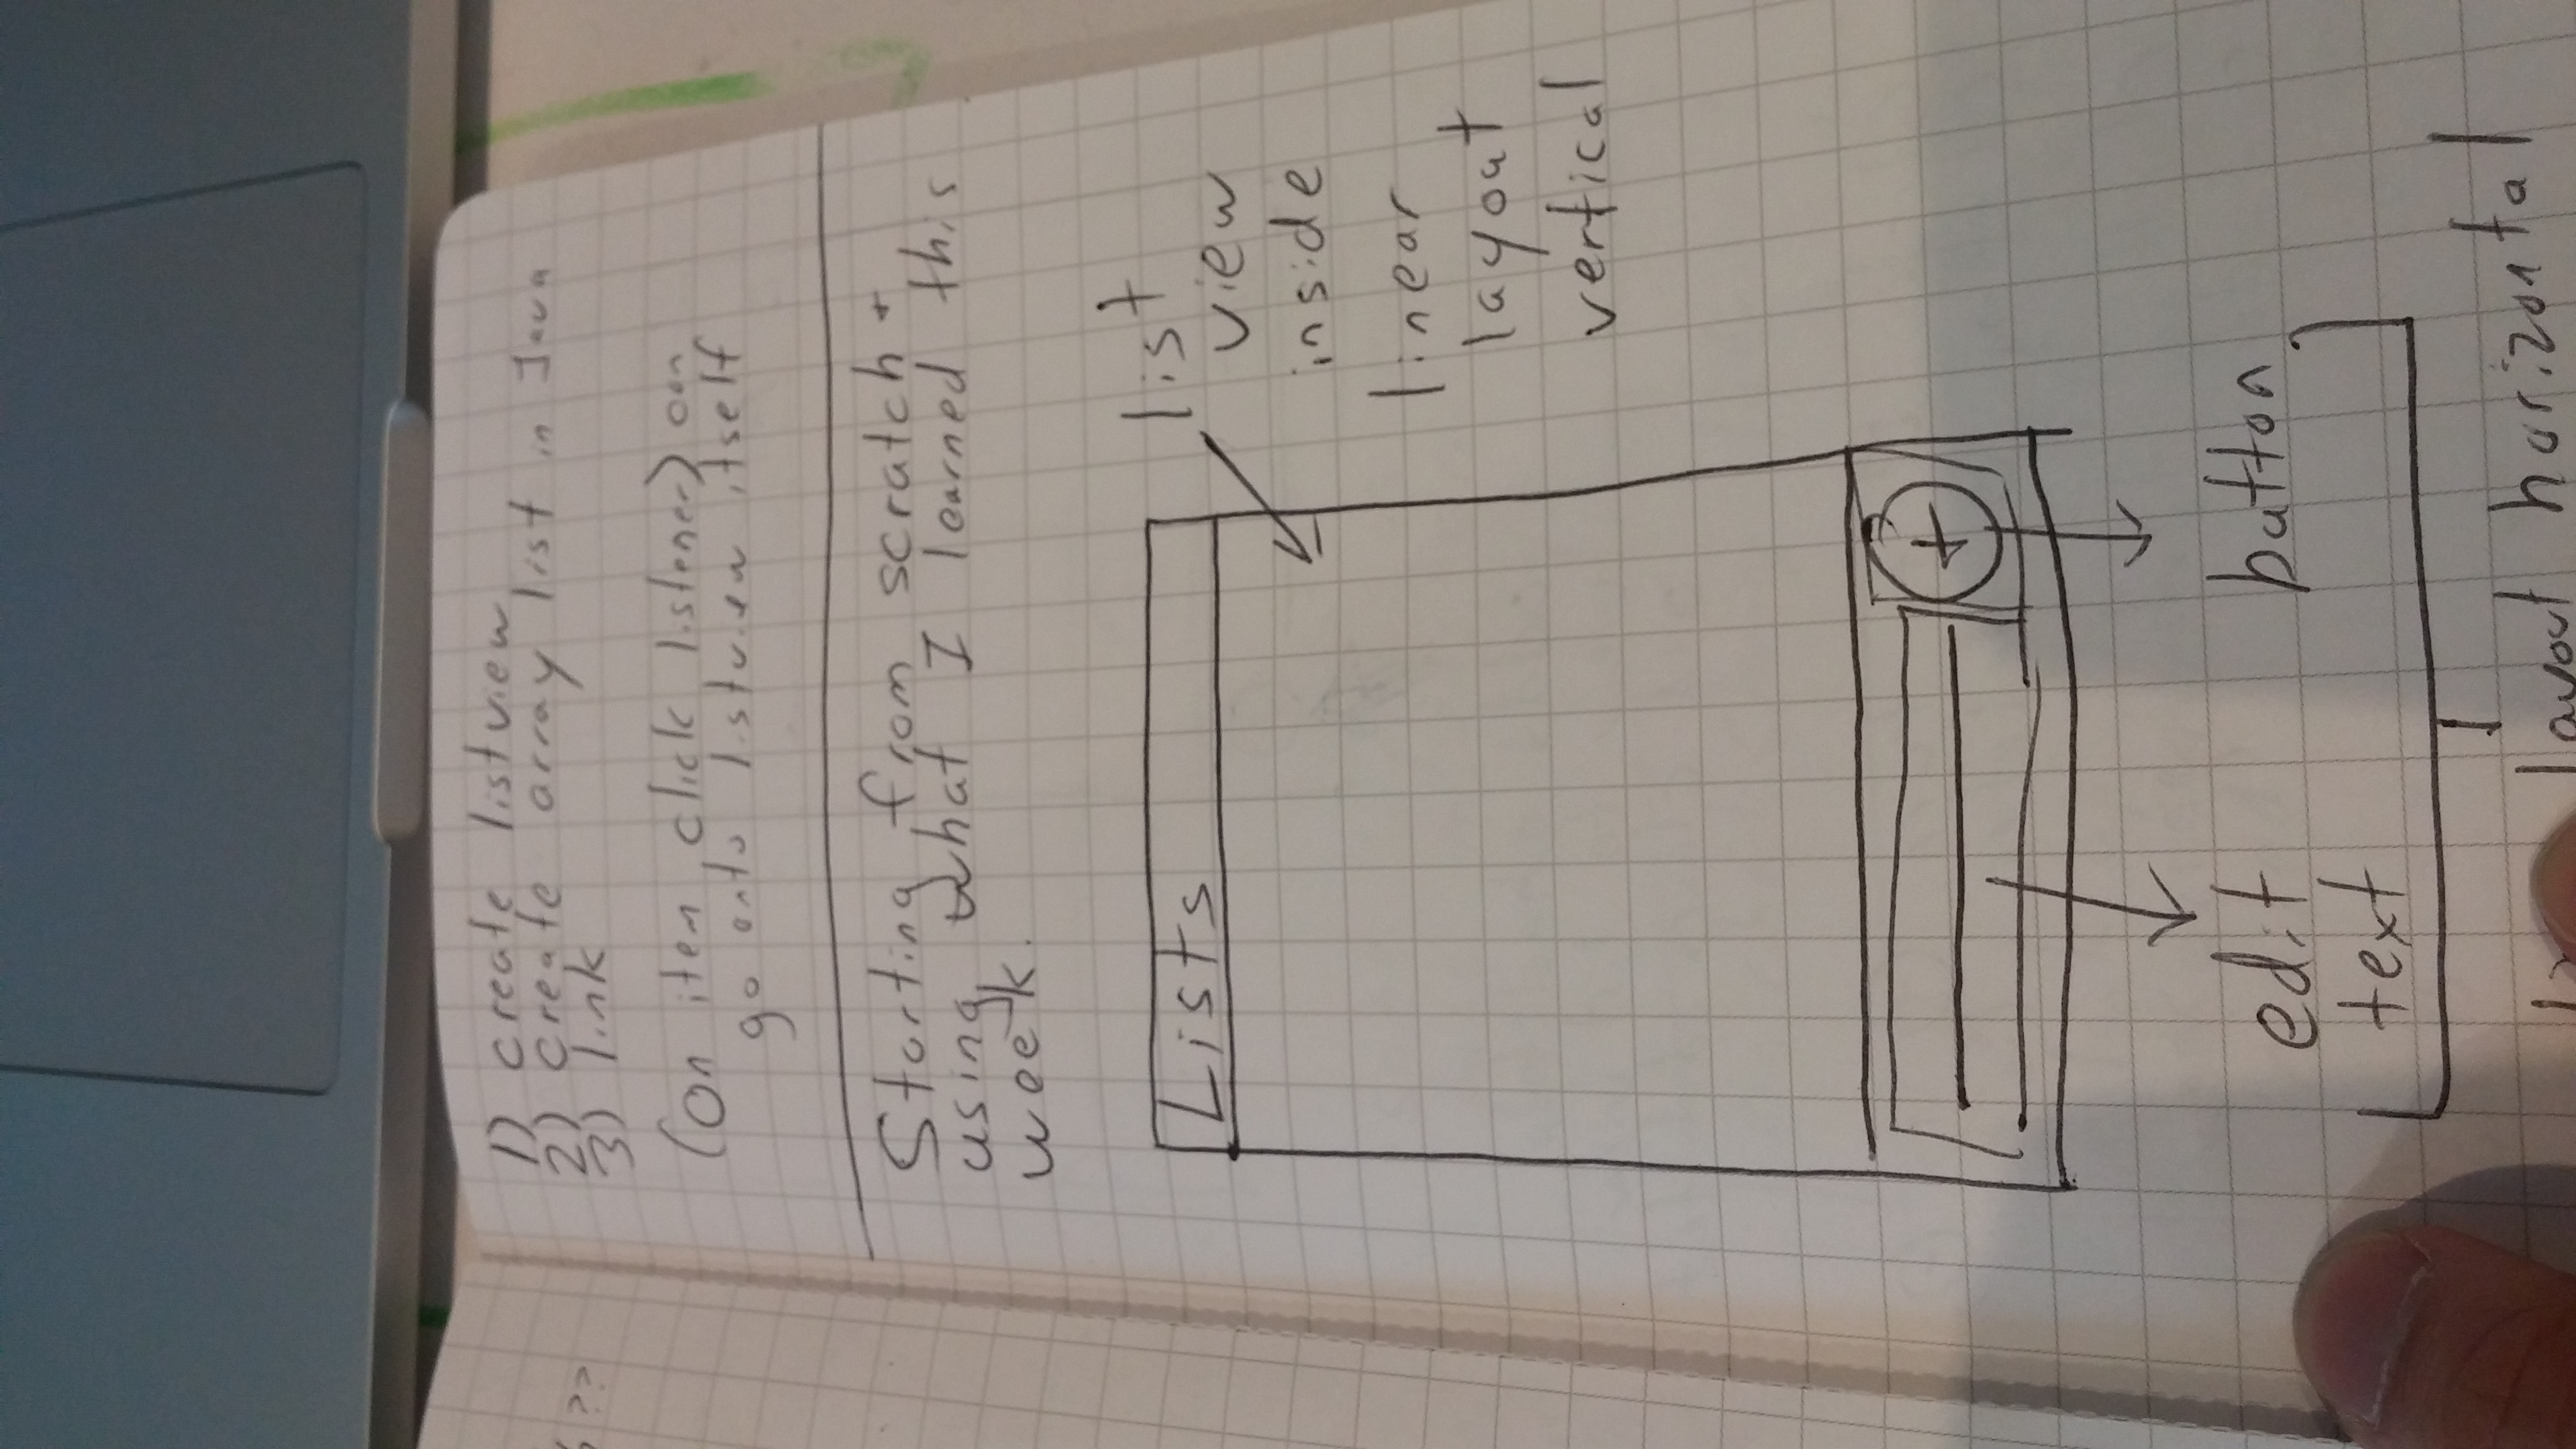 ??
1) create listview
2) create array list in Java
3) link
(On item click listener) can
go onto listview itself
Starting from scratch +
using what I learned this
week.
Lists
list
view
inside
linear
layout
vertical
+
edit
text
button
layout horizontal